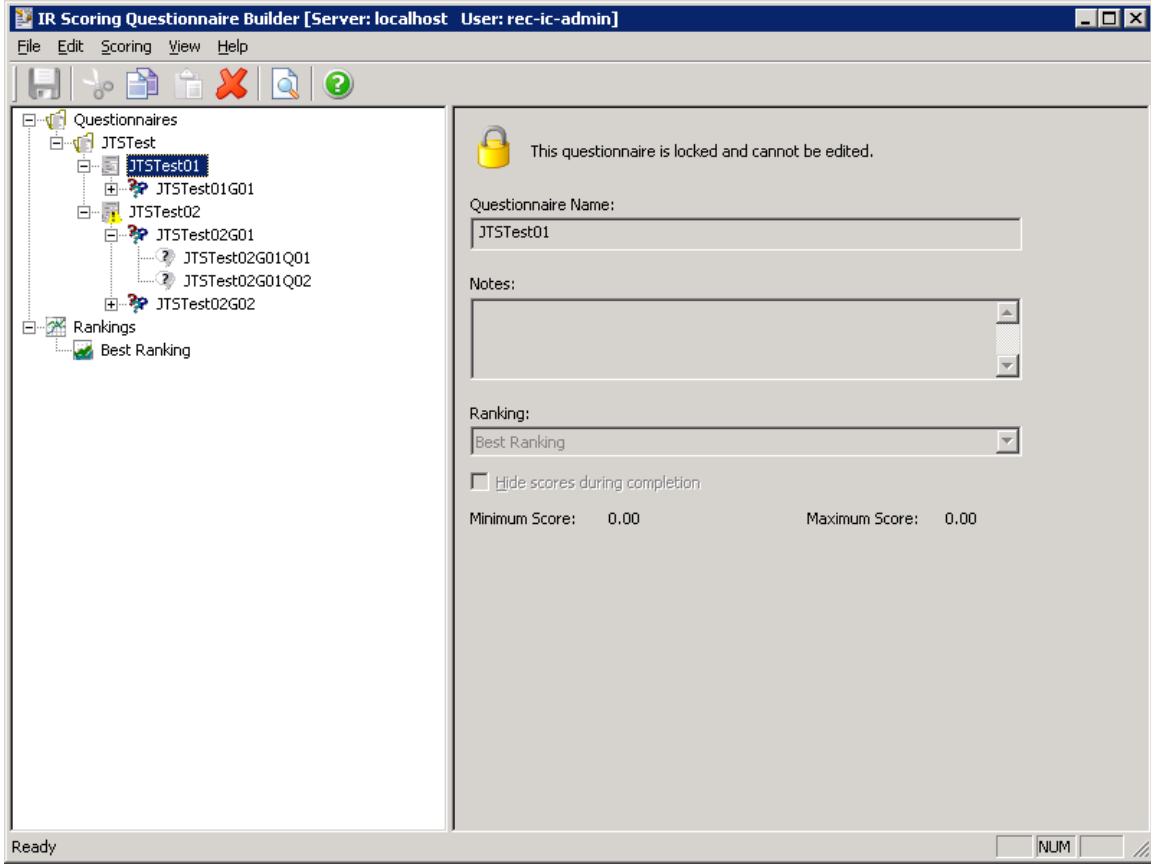 IR Scoring Questionnaire Builder [Server: localhost   User: rec-ic-admin]
File Edit Scoring View Help
Questionnaires
JTSTest
JTSTest01
JTSTest01G01
JTSTest02
JTSTest02G01
JTSTest02G01Q01
JTSTest02G01Q02
JTSTest02G02
Rankings
Best Ranking
This questionnaire is locked and cannot be edited.
Questionnaire Name:
JTSTest01
Notes:
Ranking:
Best Ranking
Hide scores during completion
Minimum Score: 0.00 Maximum Score: 0.00
Ready NUM